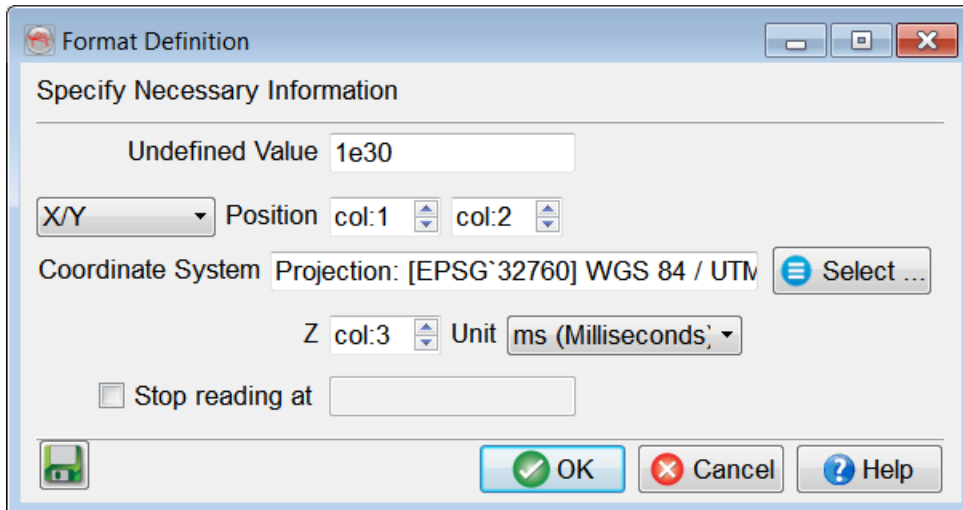 Format Definition
Specify Necessary Information
Undefined Value 1e30
X/Y Position col:1 col:2
Coordinate System Projection: [EPSG`32760] WGS 84 / UTM Select ...
Z col:3 Unit ms (Milliseconds)
Stop reading at
OK Cancel Help